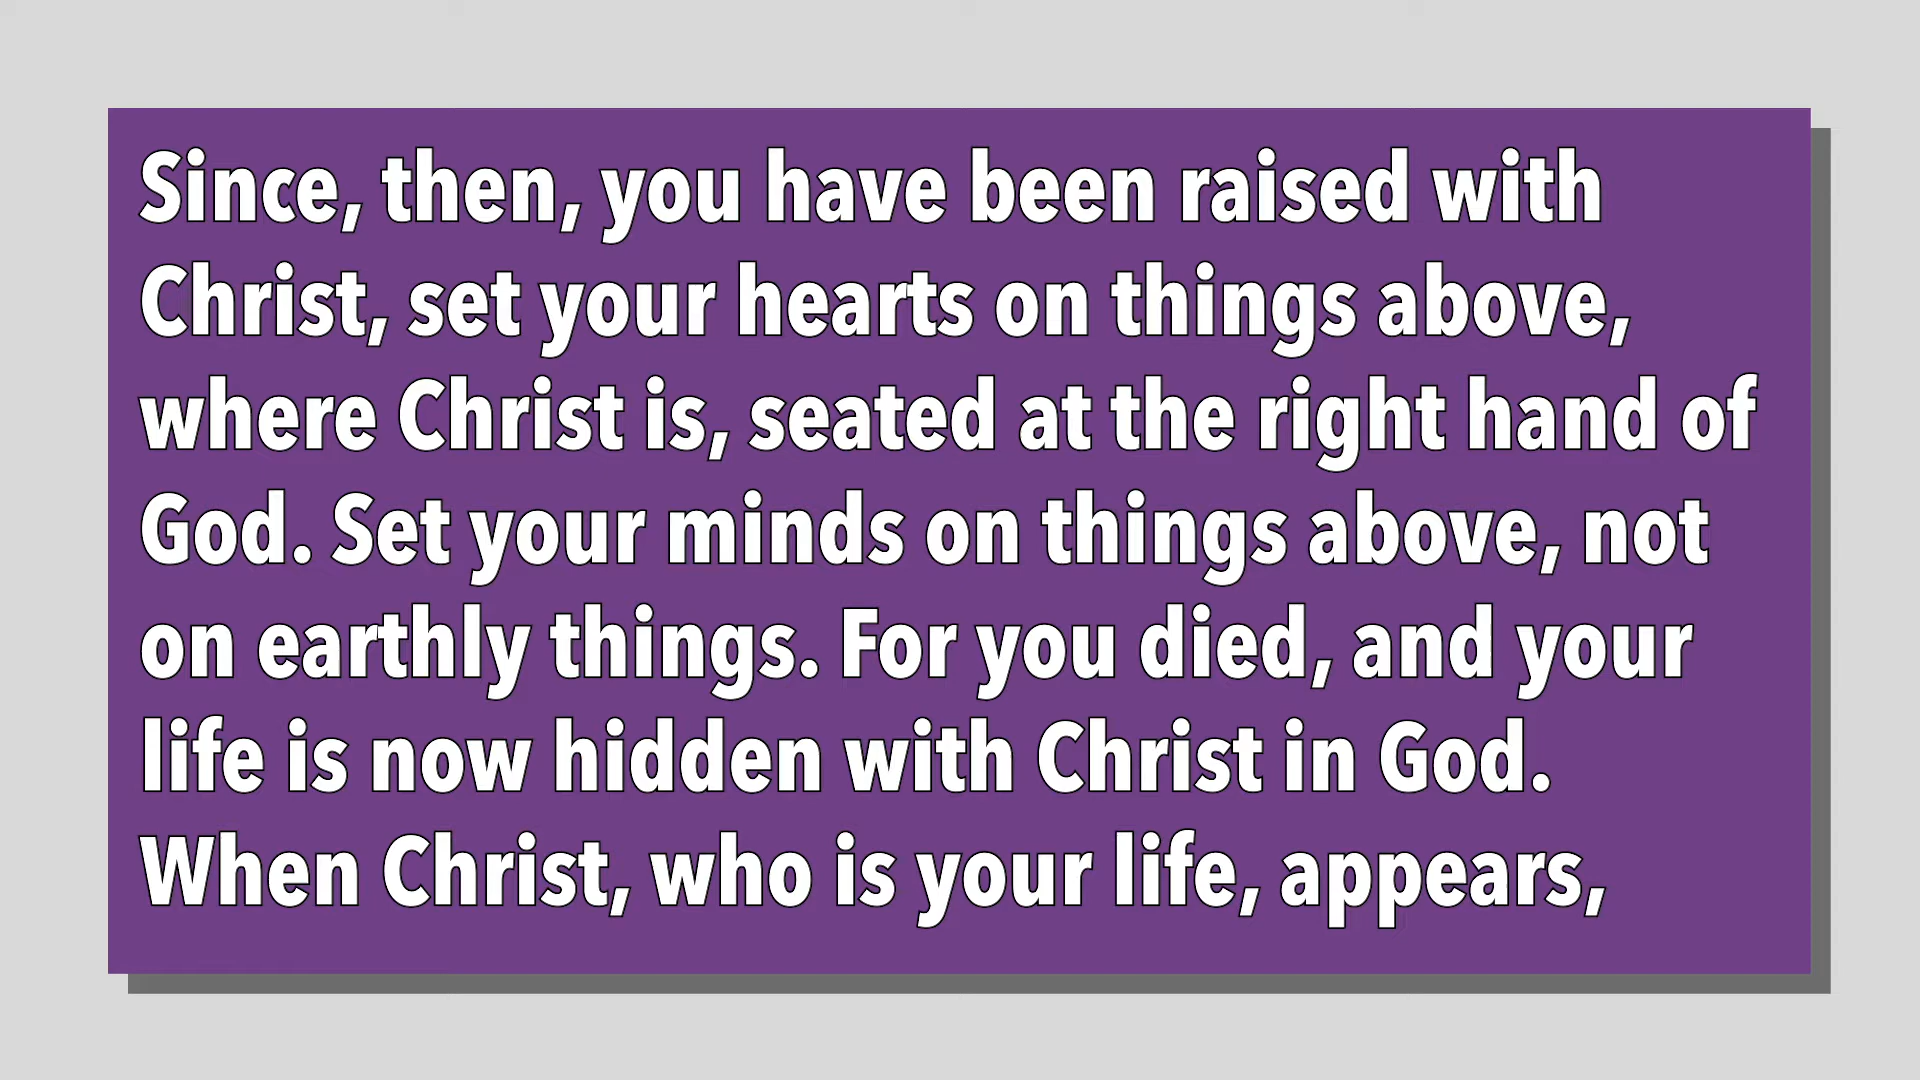 Since, then, you have been raised with
Christ, set your hearts on things above,
where Christ is, seated at the right hand of
God. Set your minds on things above, not
on earthly things. For you died, and your
life is now hidden with Christ in God.
When Christ, who is your life, appears,